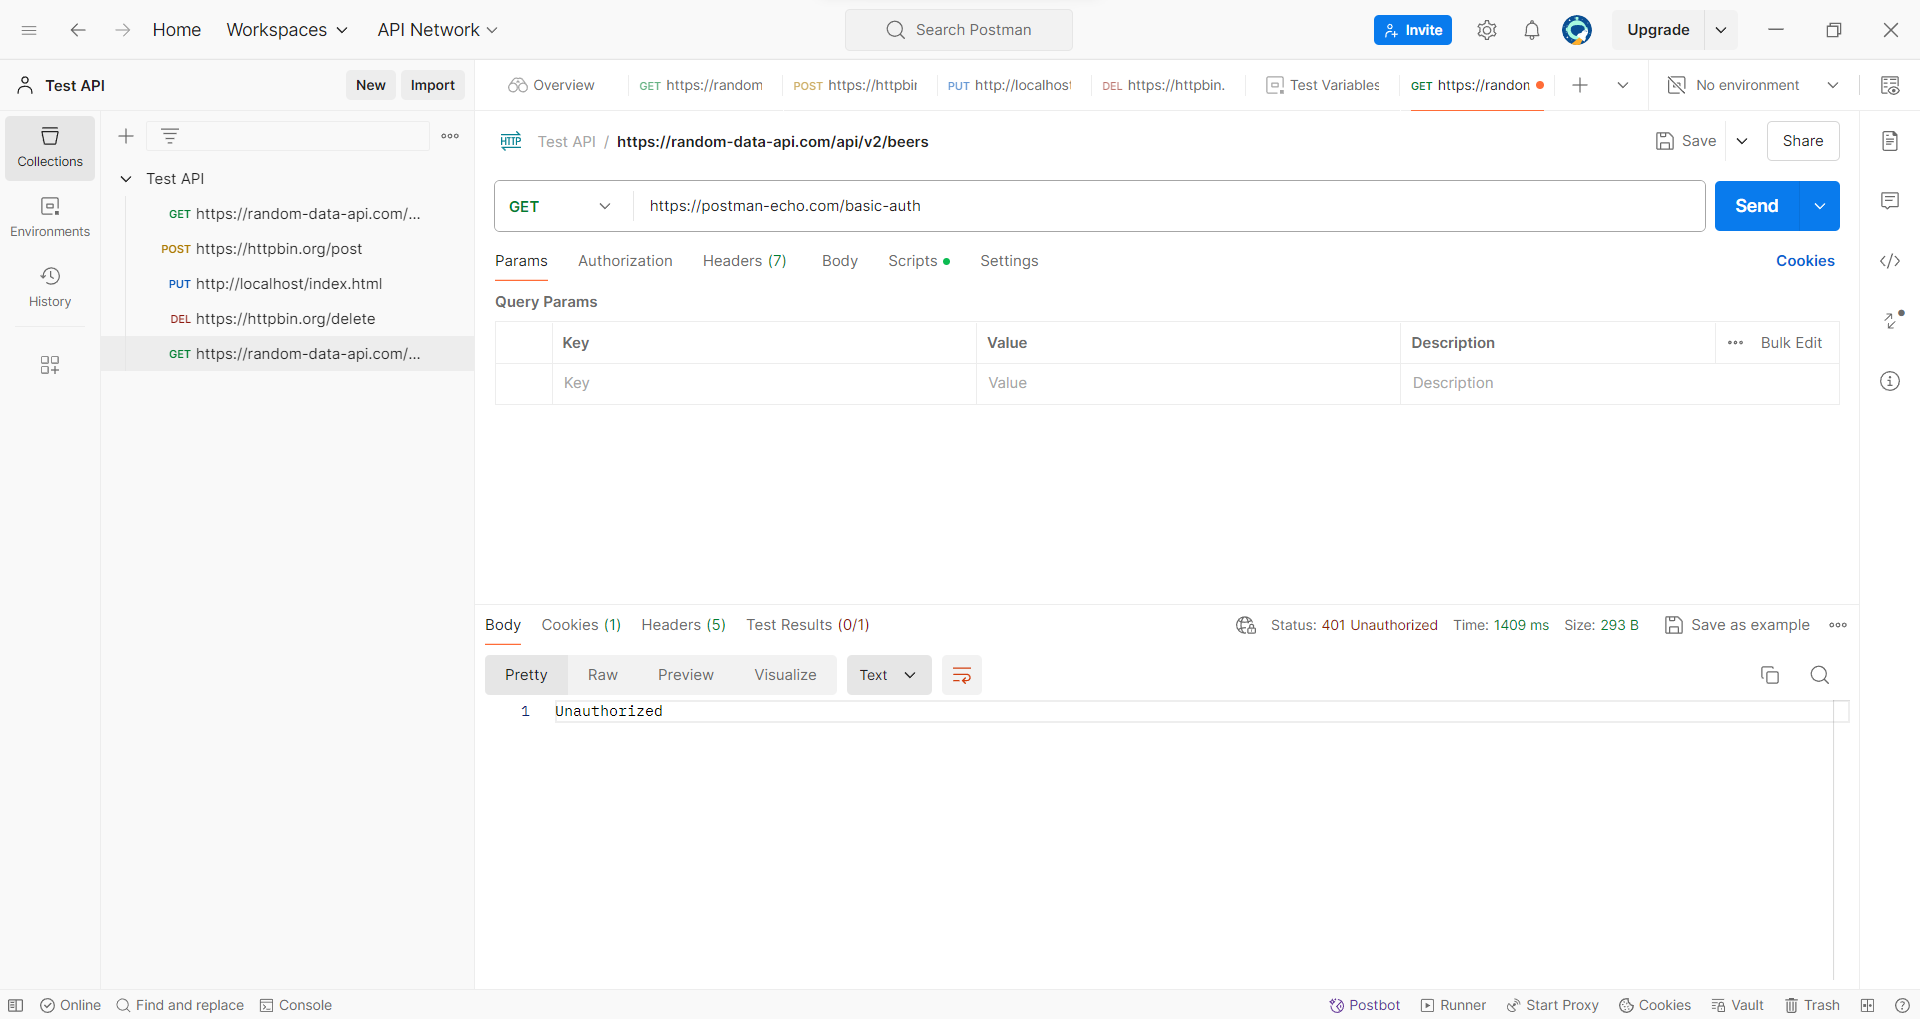 Home Workspaces API Network Search Postman Invite Upgrade
Test API New Import Overview GET https://random POST https://httpbin PUT http://localhost DEL https://httpbin. Test Variables GET https://random No environment
Collections
Environments
History
Test API
GET https://random-data-api.com/...
POST https://httpbin.org/post
PUT http://localhost/index.html
DEL https://httpbin.org/delete
GET https://random-data-api.com/...
HTTP Test API / https://random-data-api.com/api/v2/beers Save Share
GET https://postman-echo.com/basic-auth Send
Params Authorization Headers (7) Body Scripts Settings Cookies
Query Params
Key Value Description Bulk Edit
Key Value Description
Body Cookies (1) Headers (5) Test Results (0/1) Status: 401 Unauthorized Time: 1409 ms Size: 293 B Save as example
Pretty Raw Preview Visualize Text
1 Unauthorized
Online Find and replace Console Postbot Runner Start Proxy Cookies Vault Trash